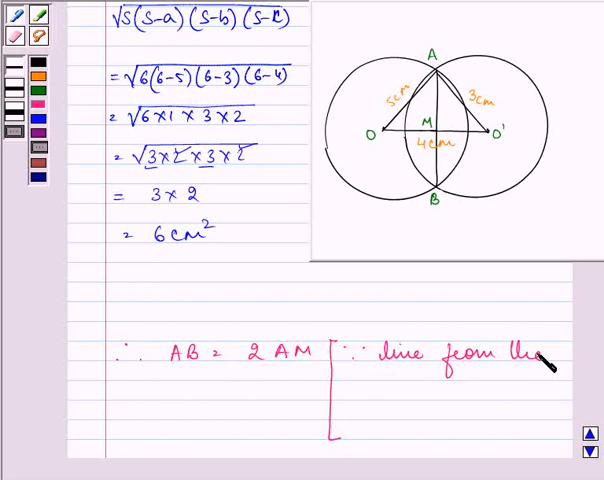 √S(S-a)(S-b)(S-c)
= √6(6-5)(6-3)(6-4)
= √6×1×3×2
= √3×2×3×2
= 3×2
= 6cm²
A
5cm
3cm
O
M
O'
4cm
B
∴ AB = 2AM [∵ line from the